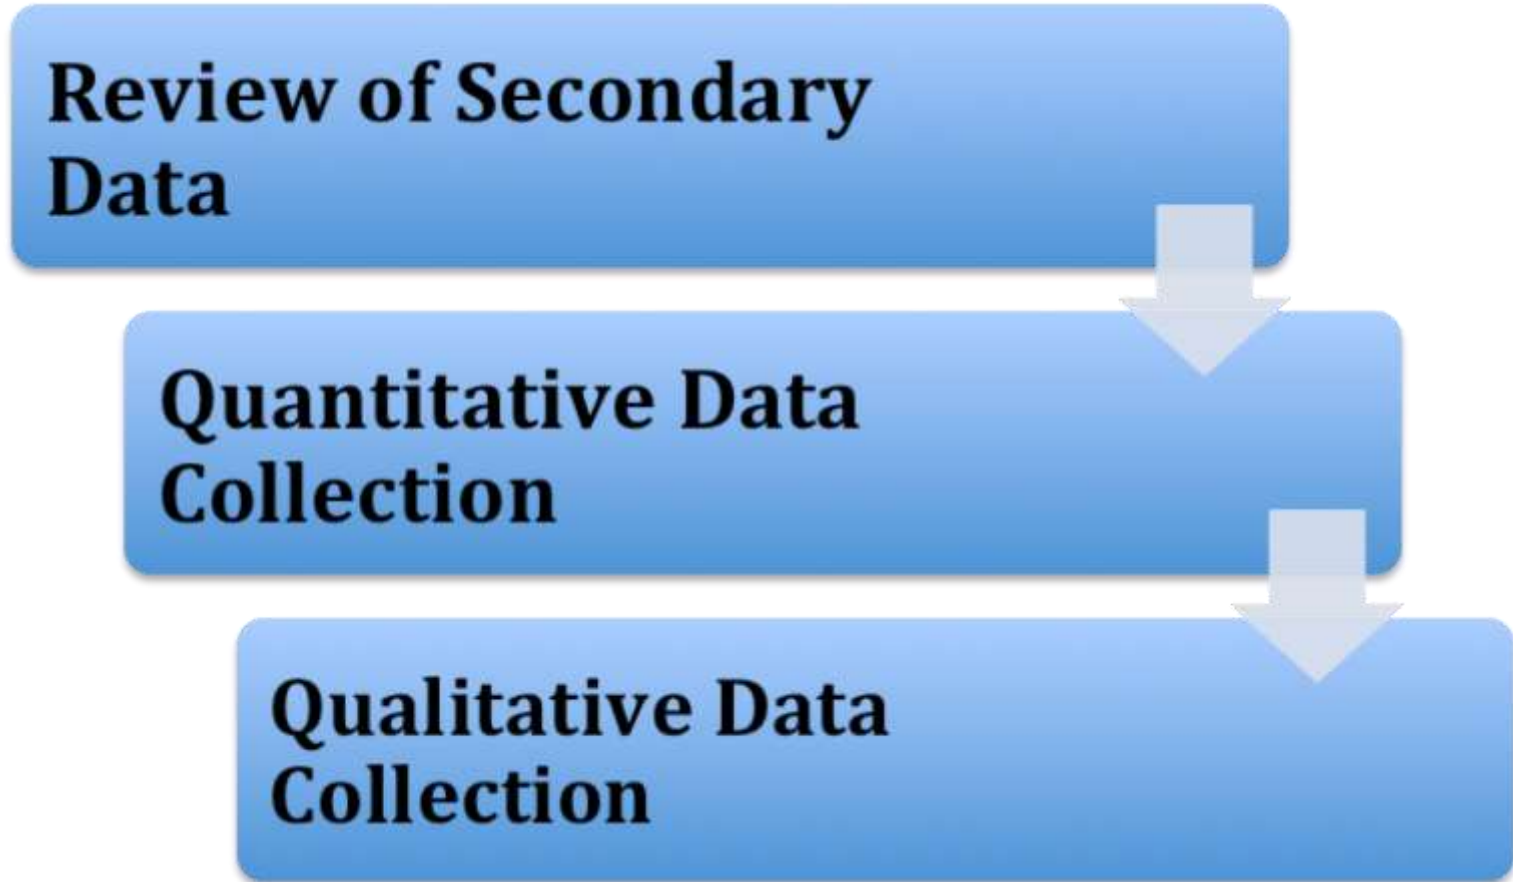 Review of Secondary
Data
Quantitative Data
Collection
Qualitative Data
Collection